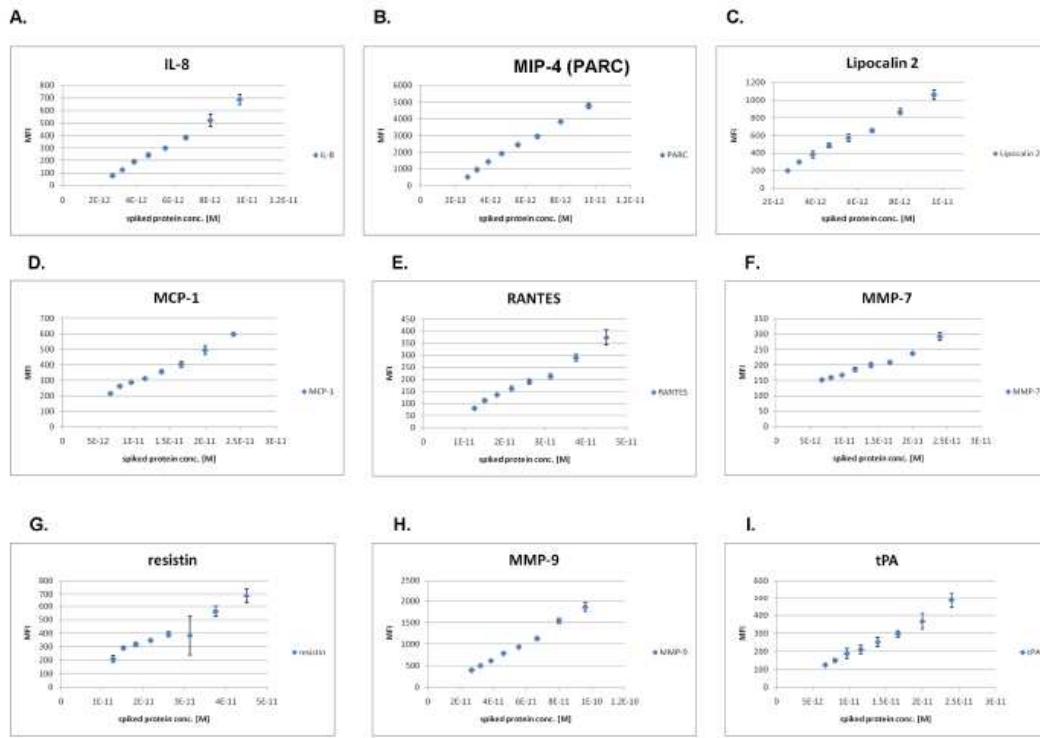 A.
IL-8
800
700
600
500
400
300
200
100
0
MFI
0 2E-12 4E-12 6E-12 8E-12 1E-11 1.2E-11
spiked protein conc. [M]
IL-8
B.
MIP-4 (PARC)
6000
5000
4000
3000
2000
1000
0
MFI
0 2E-12 4E-12 6E-12 8E-12 1E-11 1.2E-11
spiked protein conc. [M]
PARC
C.
Lipocalin 2
1200
1000
800
600
400
200
0
MFI
2E-12 4E-12 6E-12 8E-12 1E-11
spiked protein conc. [M]
Lipocalin 2
D.
MCP-1
700
600
500
400
300
200
100
0
MFI
0 5E-12 1E-11 1.5E-11 2E-11 2.5E-11 3E-11
spiked protein conc. [M]
MCP-1
E.
RANTES
450
400
350
300
250
200
150
100
50
0
MFI
0 1E-11 2E-11 3E-11 4E-11 5E-11
spiked protein conc. [M]
RANTES
F.
MMP-7
350
300
250
200
150
100
50
0
MFI
0 5E-12 1E-11 1.5E-11 2E-11 2.5E-11 3E-11
spiked protein conc. [M]
MMP-7
G.
resistin
800
700
600
500
400
300
200
100
0
MFI
0 1E-11 2E-11 3E-11 4E-11 5E-11
spiked protein conc. [M]
resistin
H.
MMP-9
2500
2000
1500
1000
500
0
MFI
0 2E-11 4E-11 6E-11 8E-11 1E-10 1.2E-10
spiked protein conc. [M]
MMP-9
I.
tPA
600
500
400
300
200
100
0
MFI
0 5E-12 1E-11 1.5E-11 2E-11 2.5E-11 3E-11
spiked protein conc. [M]
tPA